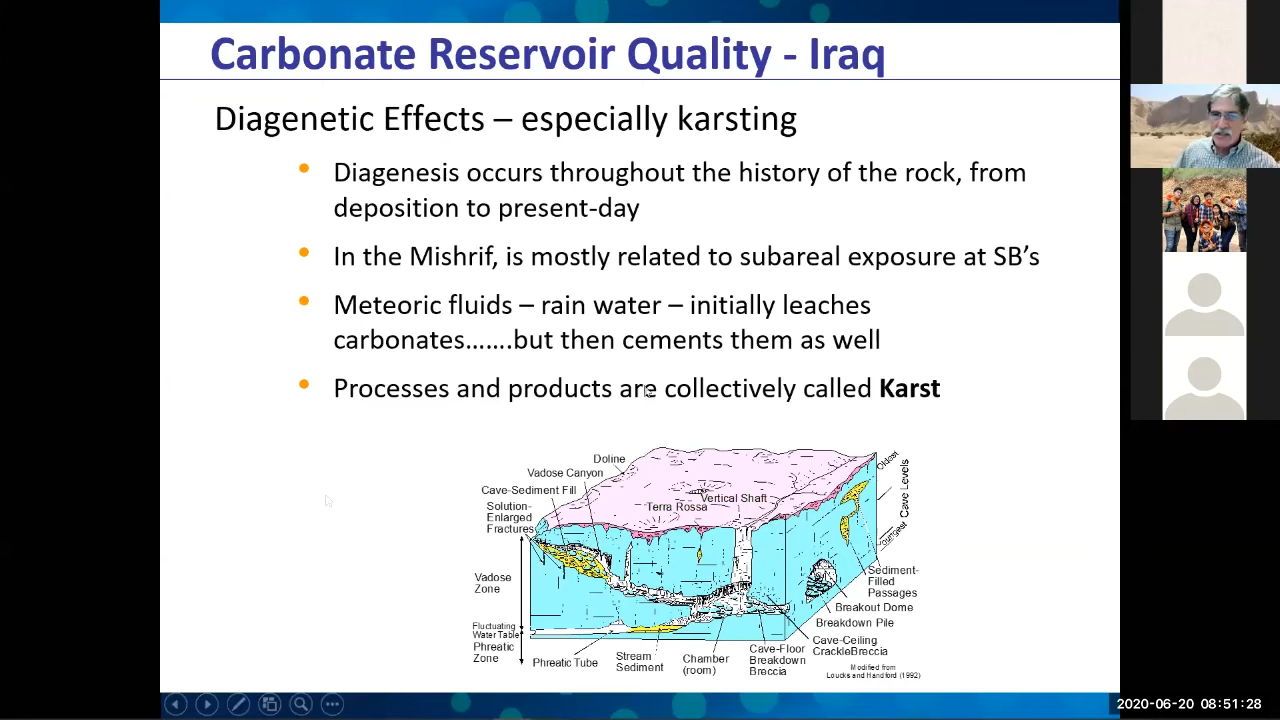 Carbonate Reservoir Quality - Iraq
Diagenetic Effects – especially karsting
• Diagenesis occurs throughout the history of the rock, from
deposition to present-day
• In the Mishrif, is mostly related to subareal exposure at SB's
• Meteoric fluids – rain water – initially leaches
carbonates…….but then cements them as well
• Processes and products are collectively called Karst
Doline
Vadose Canyon
Cave-Sediment Fill
Solution-
Enlarged
Fractures
Terra Rossa
Vertical Shaft
Oldest
Cave Levels
Youngest
Vadose
Zone
Fluctuating
Water Table
Phreatic
Zone
Phreatic Tube
Stream
Sediment
Chamber
(room)
Cave-Floor
Breakdown
Breccia
Sediment-
Filled
Passages
Breakout Dome
Breakdown Pile
Cave-Ceiling
CrackleBreccia
Modified from
Loucks and Handford (1992)
2020-06-20 08:51:28